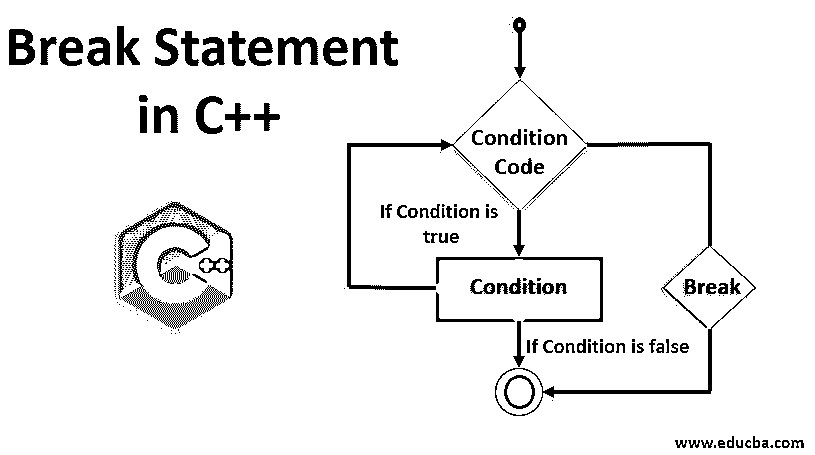 Break Statement
in C++
Condition
Code
If Condition is
true
Condition
Break
If Condition is false
www.educba.com